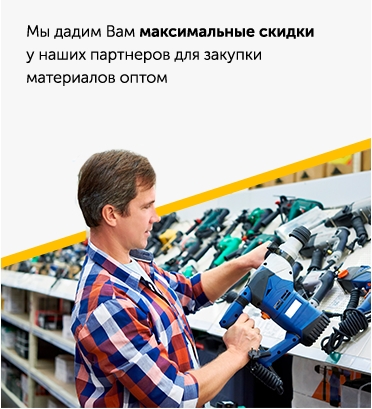 Мы дадим Вам максимальные скидки
у наших партнеров для закупки
материалов оптом